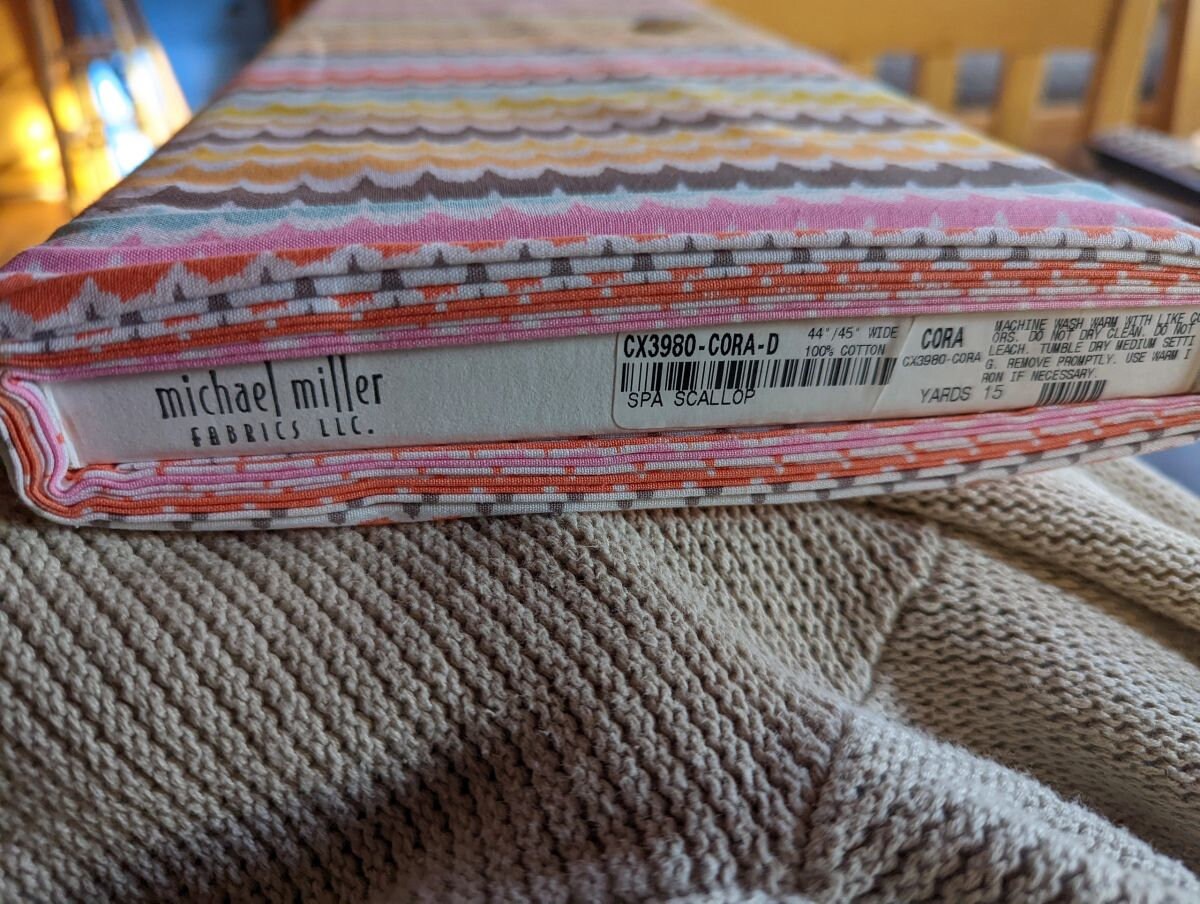 michael miller
FABRICS LLC.
CX3980-CORA-D
44"/45" WIDE
100% COTTON
SPA SCALLOP
CORA
CX3980-CORA
YARDS 15
MACHINE WASH WARM WITH LIKE CO
ORS. DO NOT DRY CLEAN. DO NOT
LEACH. TUMBLE DRY MEDIUM SETTI
G. REMOVE PROMPTLY. USE WARM I
RON IF NECESSARY.